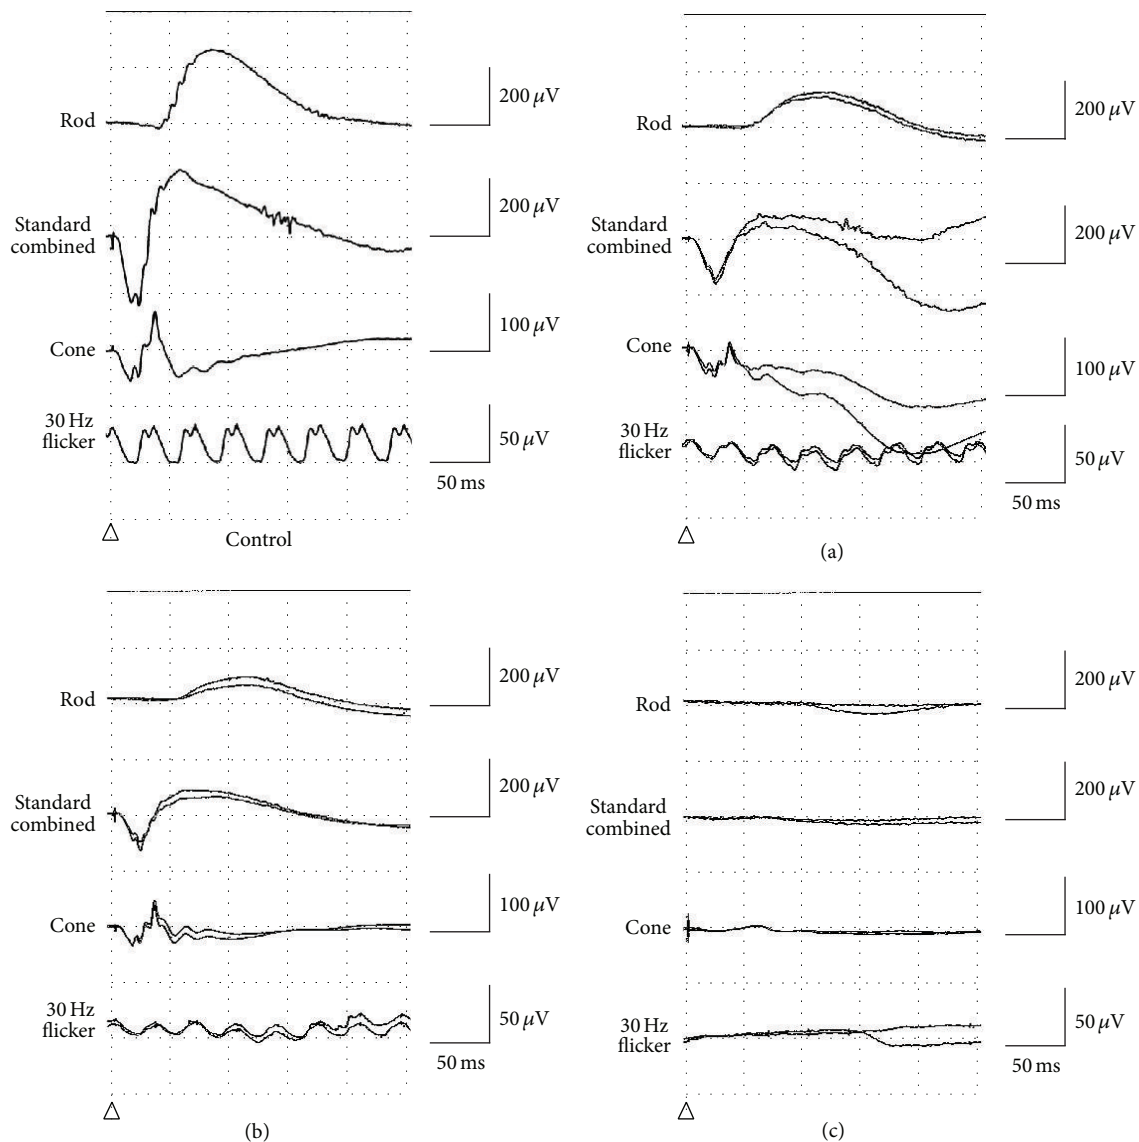 Rod
200 μV
Standard
combined
200 μV
Cone
100 μV
30 Hz
flicker
50 μV
50 ms
Control
Rod
200 μV
Standard
combined
200 μV
Cone
100 μV
30 Hz
flicker
50 μV
50 ms
(a)
Rod
200 μV
Standard
combined
200 μV
Cone
100 μV
30 Hz
flicker
50 μV
50 ms
(b)
Rod
200 μV
Standard
combined
200 μV
Cone
100 μV
30 Hz
flicker
50 μV
50 ms
(c)